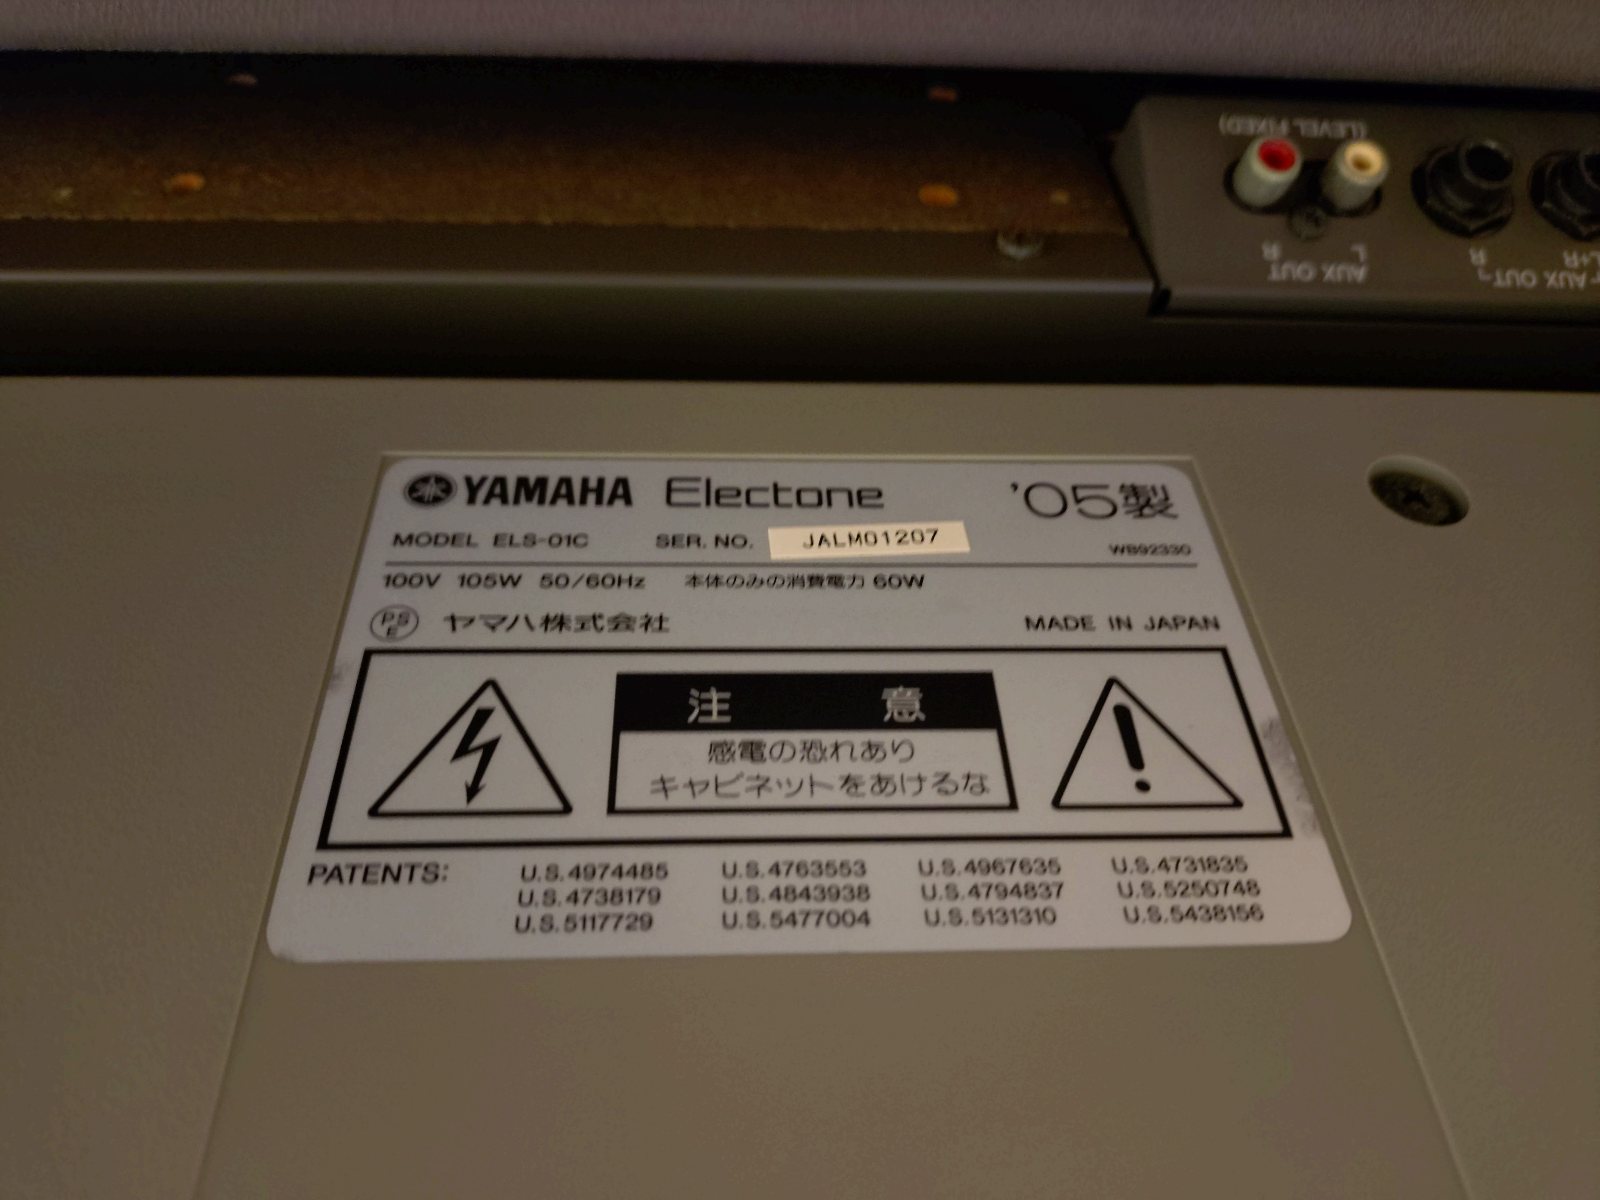 (LEVEL FIXED)
L R
AUX OUT
R L+R
AUX OUT
YAMAHA Electone '05製
MODEL ELS-01C SER. NO. JALM01207 WB92330
100V 105W 50/60Hz 本体のみの消費電力 60W
PSE ヤマハ株式会社 MADE IN JAPAN
注意
感電の恐れあり
キャビネットをあけるな
PATENTS: U.S.4974485 U.S.4763553 U.S.4967635 U.S.4731835
U.S.4738179 U.S.4843938 U.S.4794837 U.S.5250748
U.S.5117729 U.S.5477004 U.S.5131310 U.S.5438156